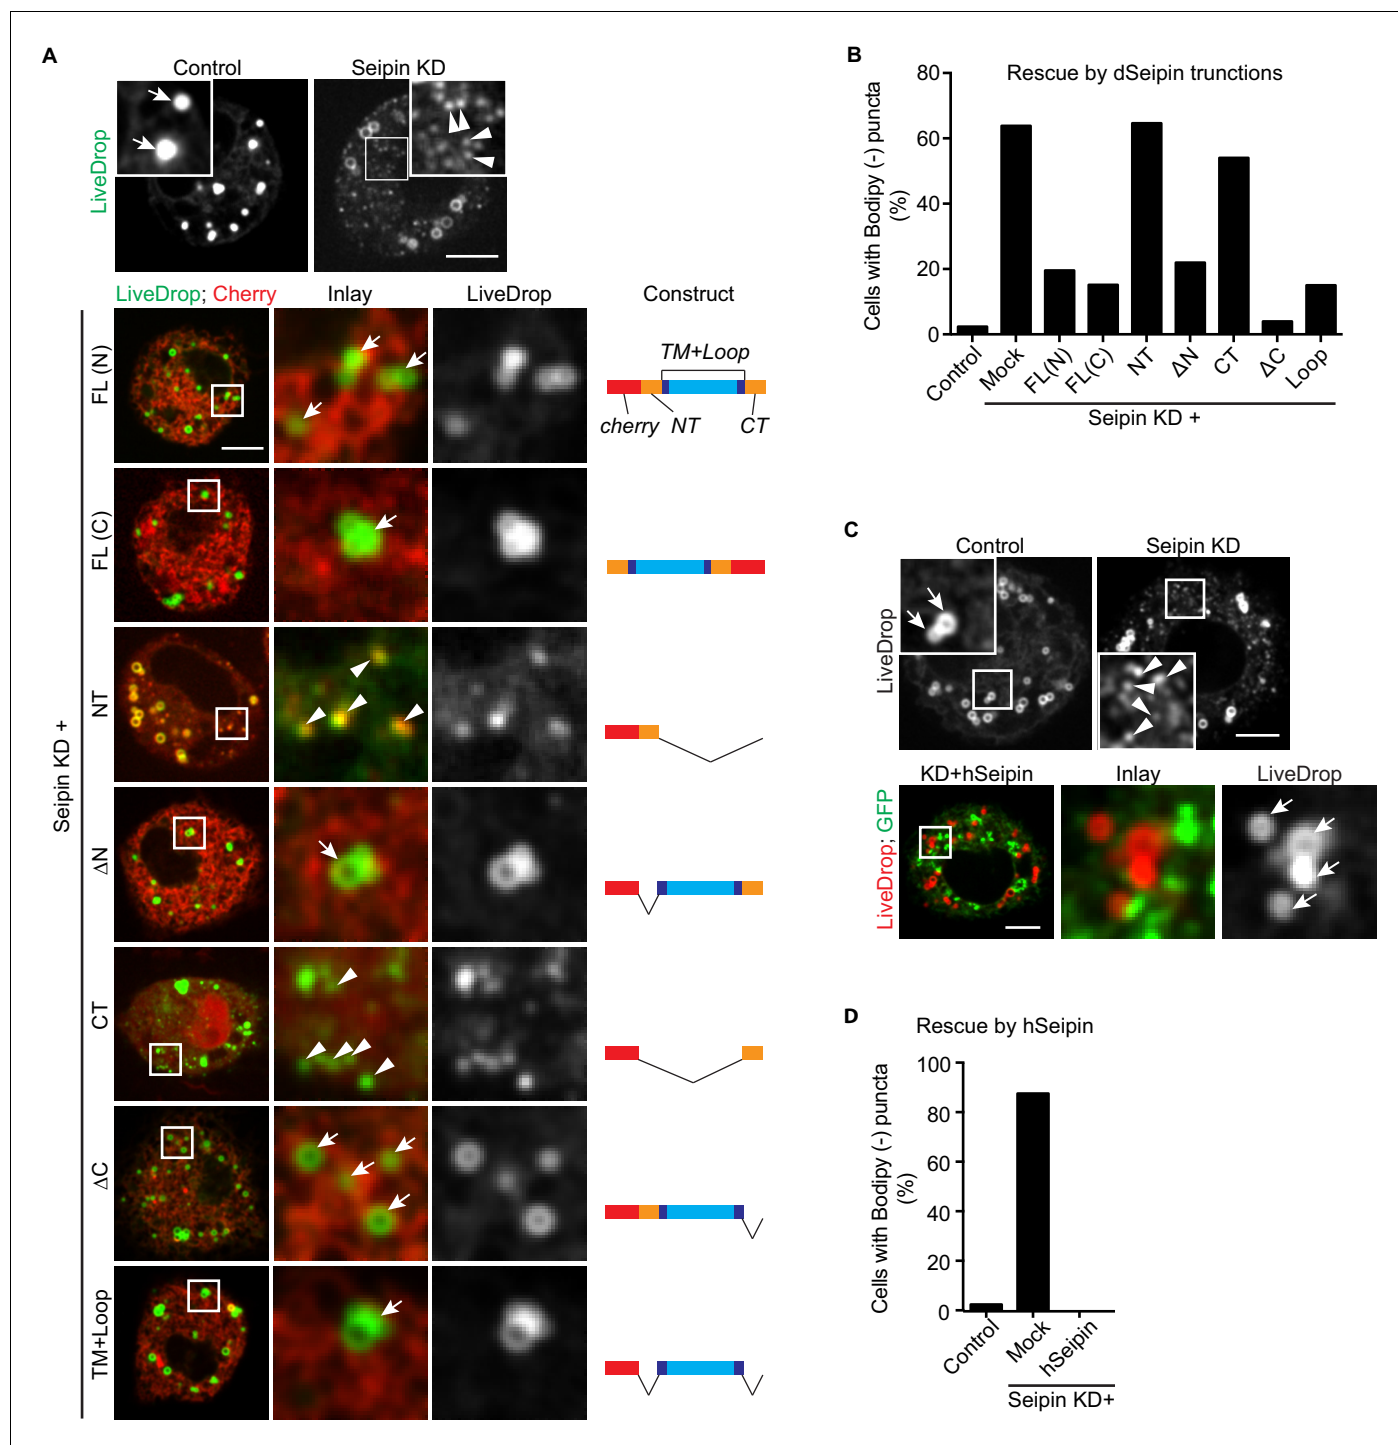 A
Control
Seipin KD
LiveDrop
LiveDrop; Cherry
Inlay
LiveDrop
Construct
Seipin KD +
FL (N)
TM+Loop
cherry
NT
CT
FL (C)
NT
ΔN
CT
ΔC
TM+Loop
B
Rescue by dSeipin trunctions
Cells with Bodipy (-) puncta
(%)
80
60
40
20
0
Control
Mock
FL(N)
FL(C)
NT
ΔN
CT
ΔC
Loop
Seipin KD +
C
Control
Seipin KD
LiveDrop
KD+hSeipin
Inlay
LiveDrop
LiveDrop; GFP
D
Rescue by hSeipin
Cells with Bodipy (-) puncta
(%)
100
80
60
40
20
0
Control
Mock
hSeipin
Seipin KD+